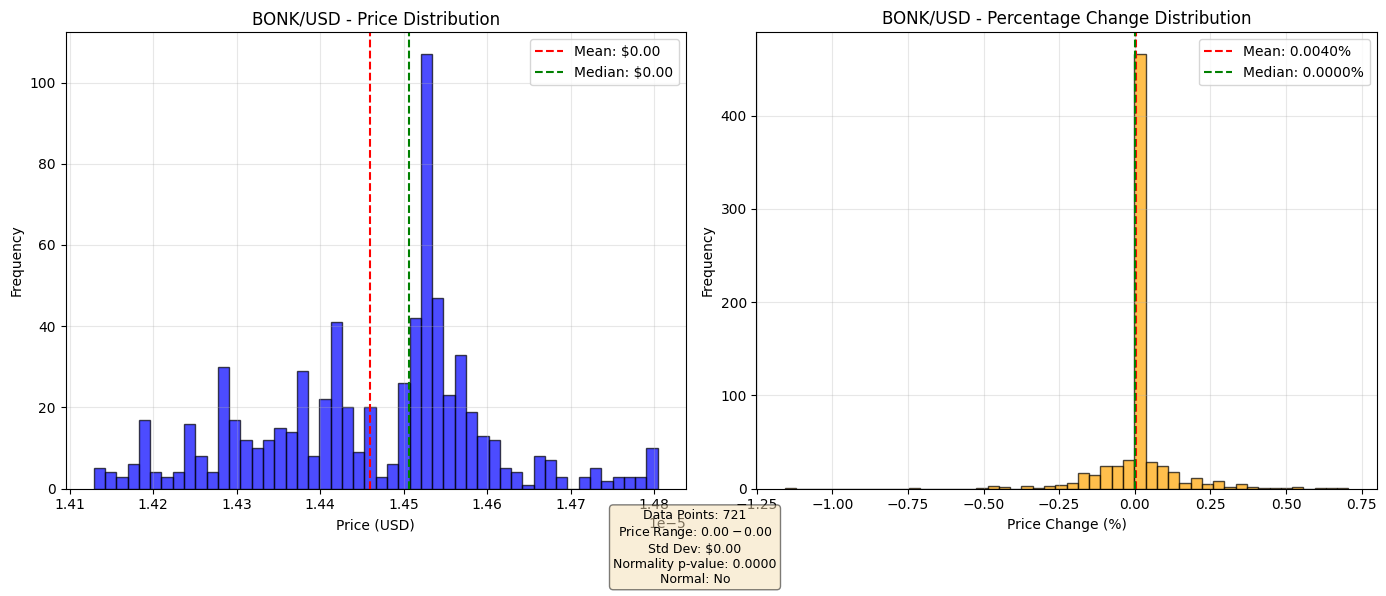 BONK/USD - Price Distribution
Mean: $0.00
Median: $0.00
Frequency
100
80
60
40
20
0
1.41 1.42 1.43 1.44 1.45 1.46 1.47 1.48
1e−5
Price (USD)
BONK/USD - Percentage Change Distribution
Mean: 0.0040%
Median: 0.0000%
Frequency
400
300
200
100
0
−1.25 −1.00 −0.75 −0.50 −0.25 0.00 0.25 0.50 0.75
Price Change (%)
Data Points: 721
Price Range: 0.00 − 0.00
Std Dev: $0.00
Normality p-value: 0.0000
Normal: No